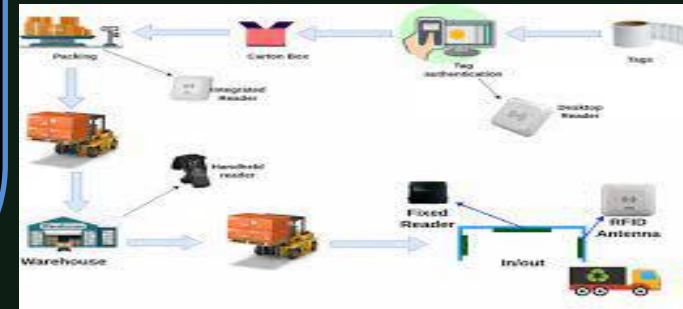 Packing
Carton Box
Tag
authentication
Tags
Integrated
Reader
Desktop
Reader
Handheld
reader
Fixed
Reader
RFID
Antenna
Warehouse
In/out